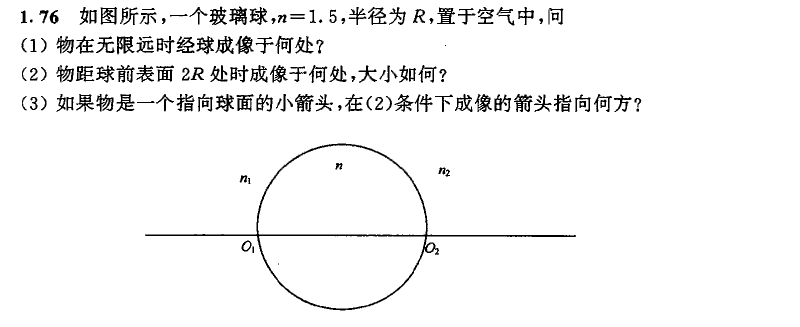 1.76 如图所示,一个玻璃球,n=1.5,半径为 R,置于空气中,问
(1) 物在无限远时经球成像于何处?
(2) 物距球前表面 2R 处时成像于何处,大小如何?
(3) 如果物是一个指向球面的小箭头,在(2)条件下成像的箭头指向何方?
n₁ n n₂
O₁ O₂